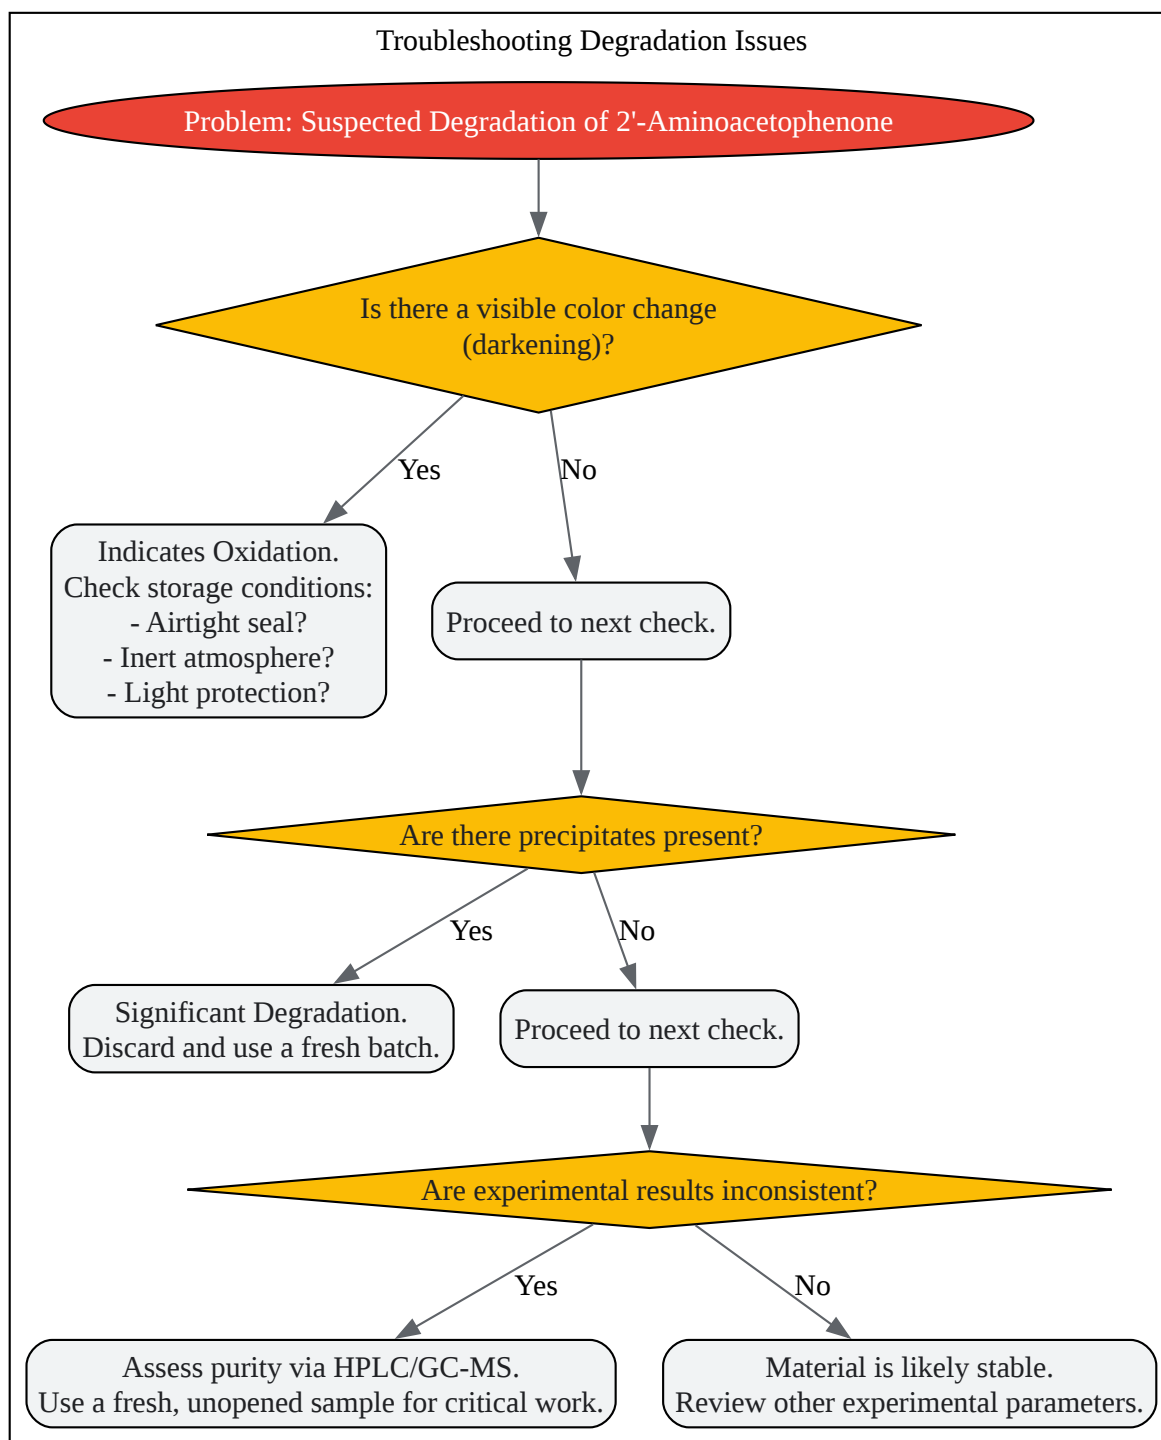 Troubleshooting Degradation Issues
Problem: Suspected Degradation of 2'-Aminoacetophenone
Is there a visible color change
(darkening)?
Yes
No
Indicates Oxidation.
Check storage conditions:
- Airtight seal?
- Inert atmosphere?
- Light protection?
Proceed to next check.
Are there precipitates present?
Yes
No
Significant Degradation.
Discard and use a fresh batch.
Proceed to next check.
Are experimental results inconsistent?
Yes
No
Assess purity via HPLC/GC-MS.
Use a fresh, unopened sample for critical work.
Material is likely stable.
Review other experimental parameters.